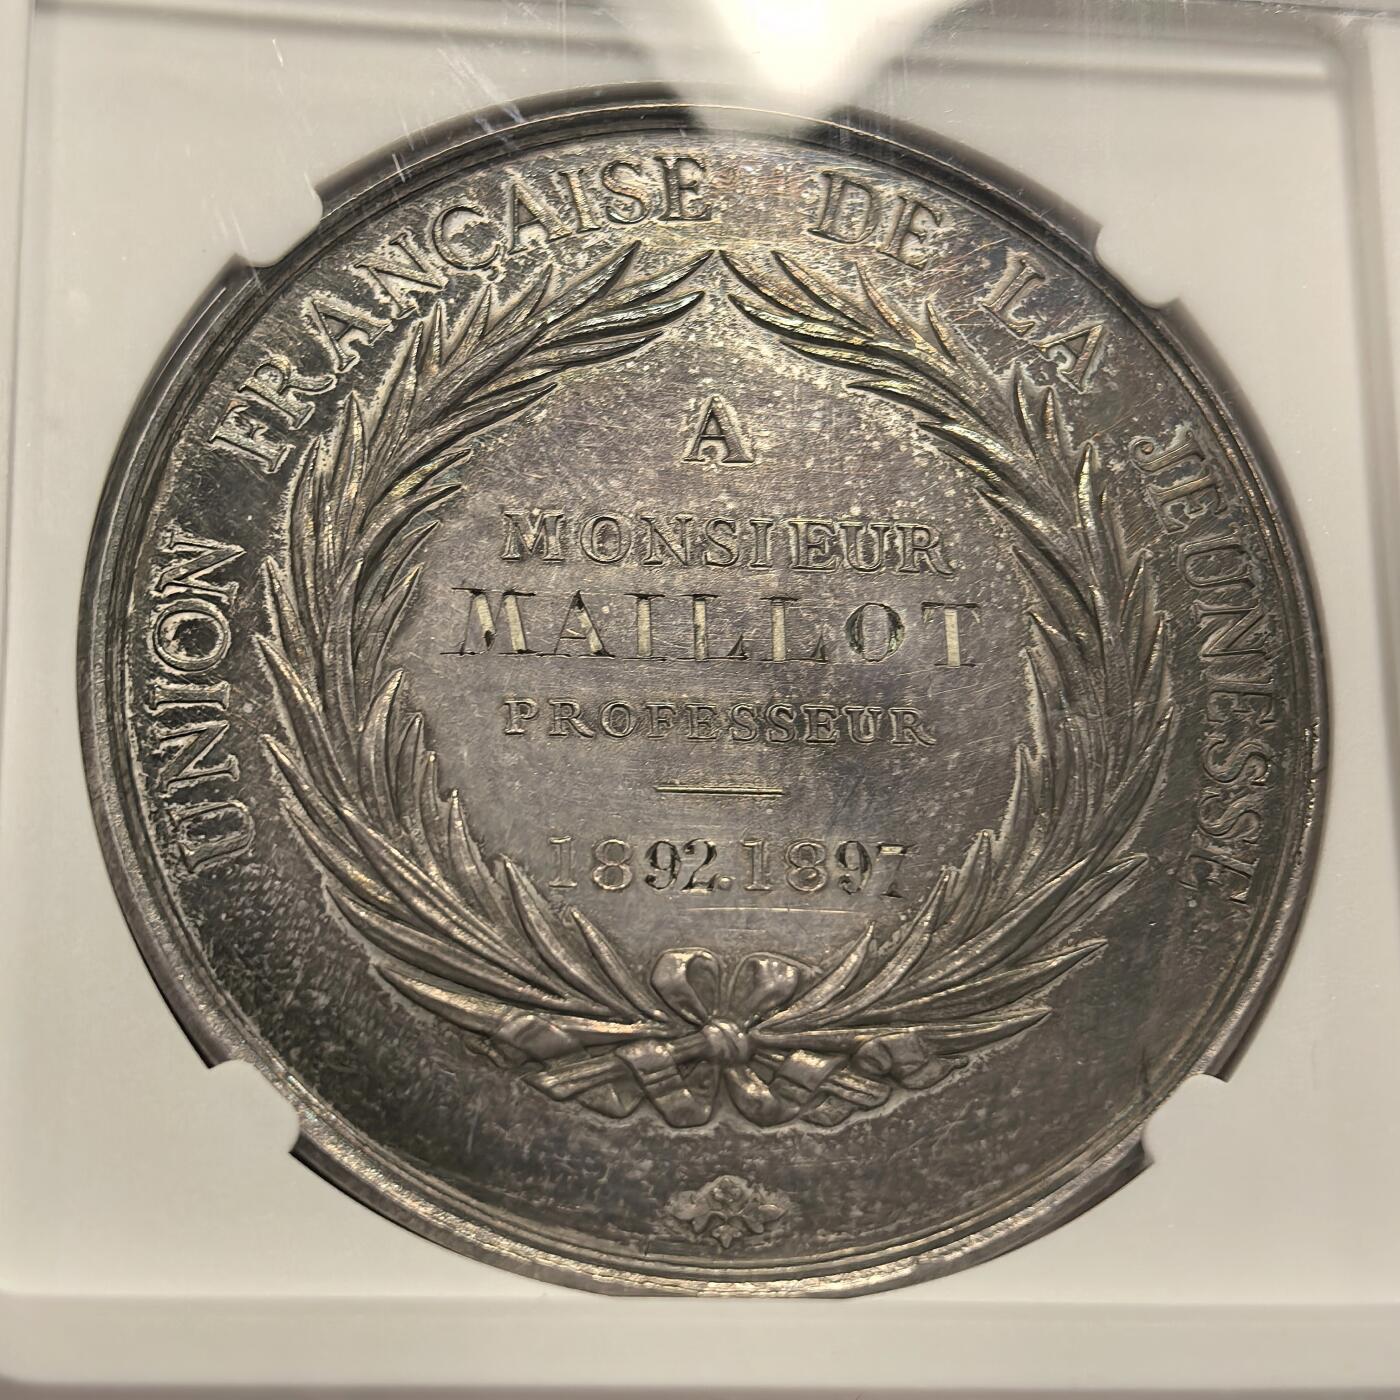 UNION FRANÇAISE DE LA JEUNESSE
A
MONSIEUR
MAILLOT
PROFESSEUR
1892.1897